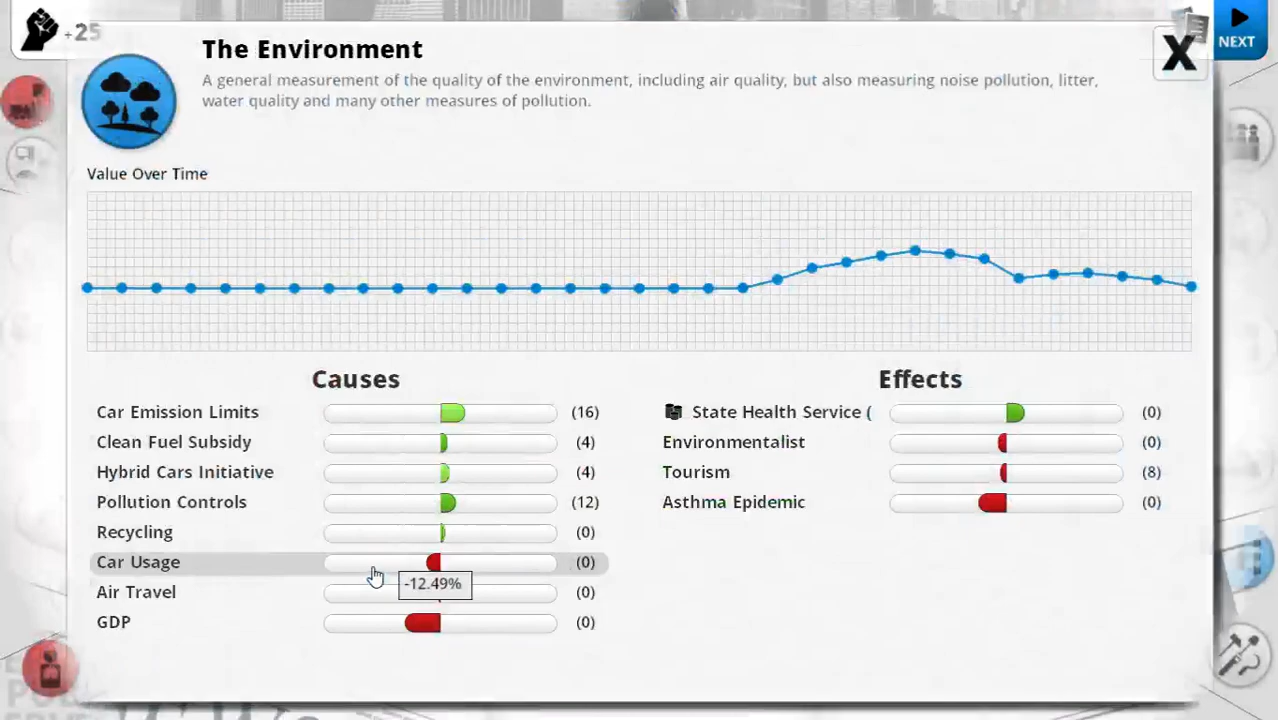 +25
NEXT
X
The Environment
A general measurement of the quality of the environment, including air quality, but also measuring noise pollution, litter,
water quality and many other measures of pollution.
Value Over Time
Causes
Car Emission Limits (16)
Clean Fuel Subsidy (4)
Hybrid Cars Initiative (4)
Pollution Controls (12)
Recycling (0)
Car Usage (0)
-12.49%
Air Travel (0)
GDP (0)
Effects
State Health Service ( (0)
Environmentalist (0)
Tourism (8)
Asthma Epidemic (0)